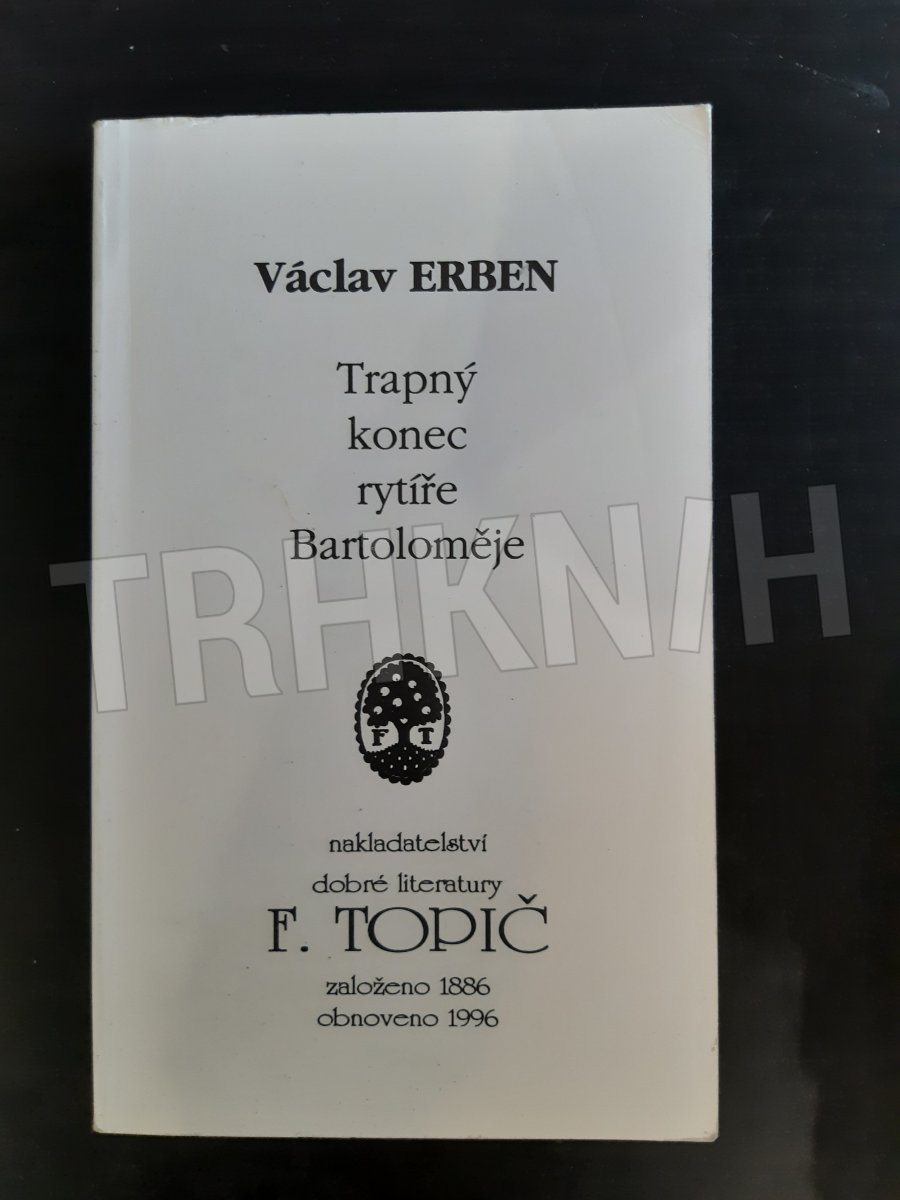 Václav ERBEN
Trapný
konec
rytíře
Bartoloměje
TRHKNIH
F T
nakladatelství
dobré literatury
F. TOPIČ
založeno 1886
obnoveno 1996